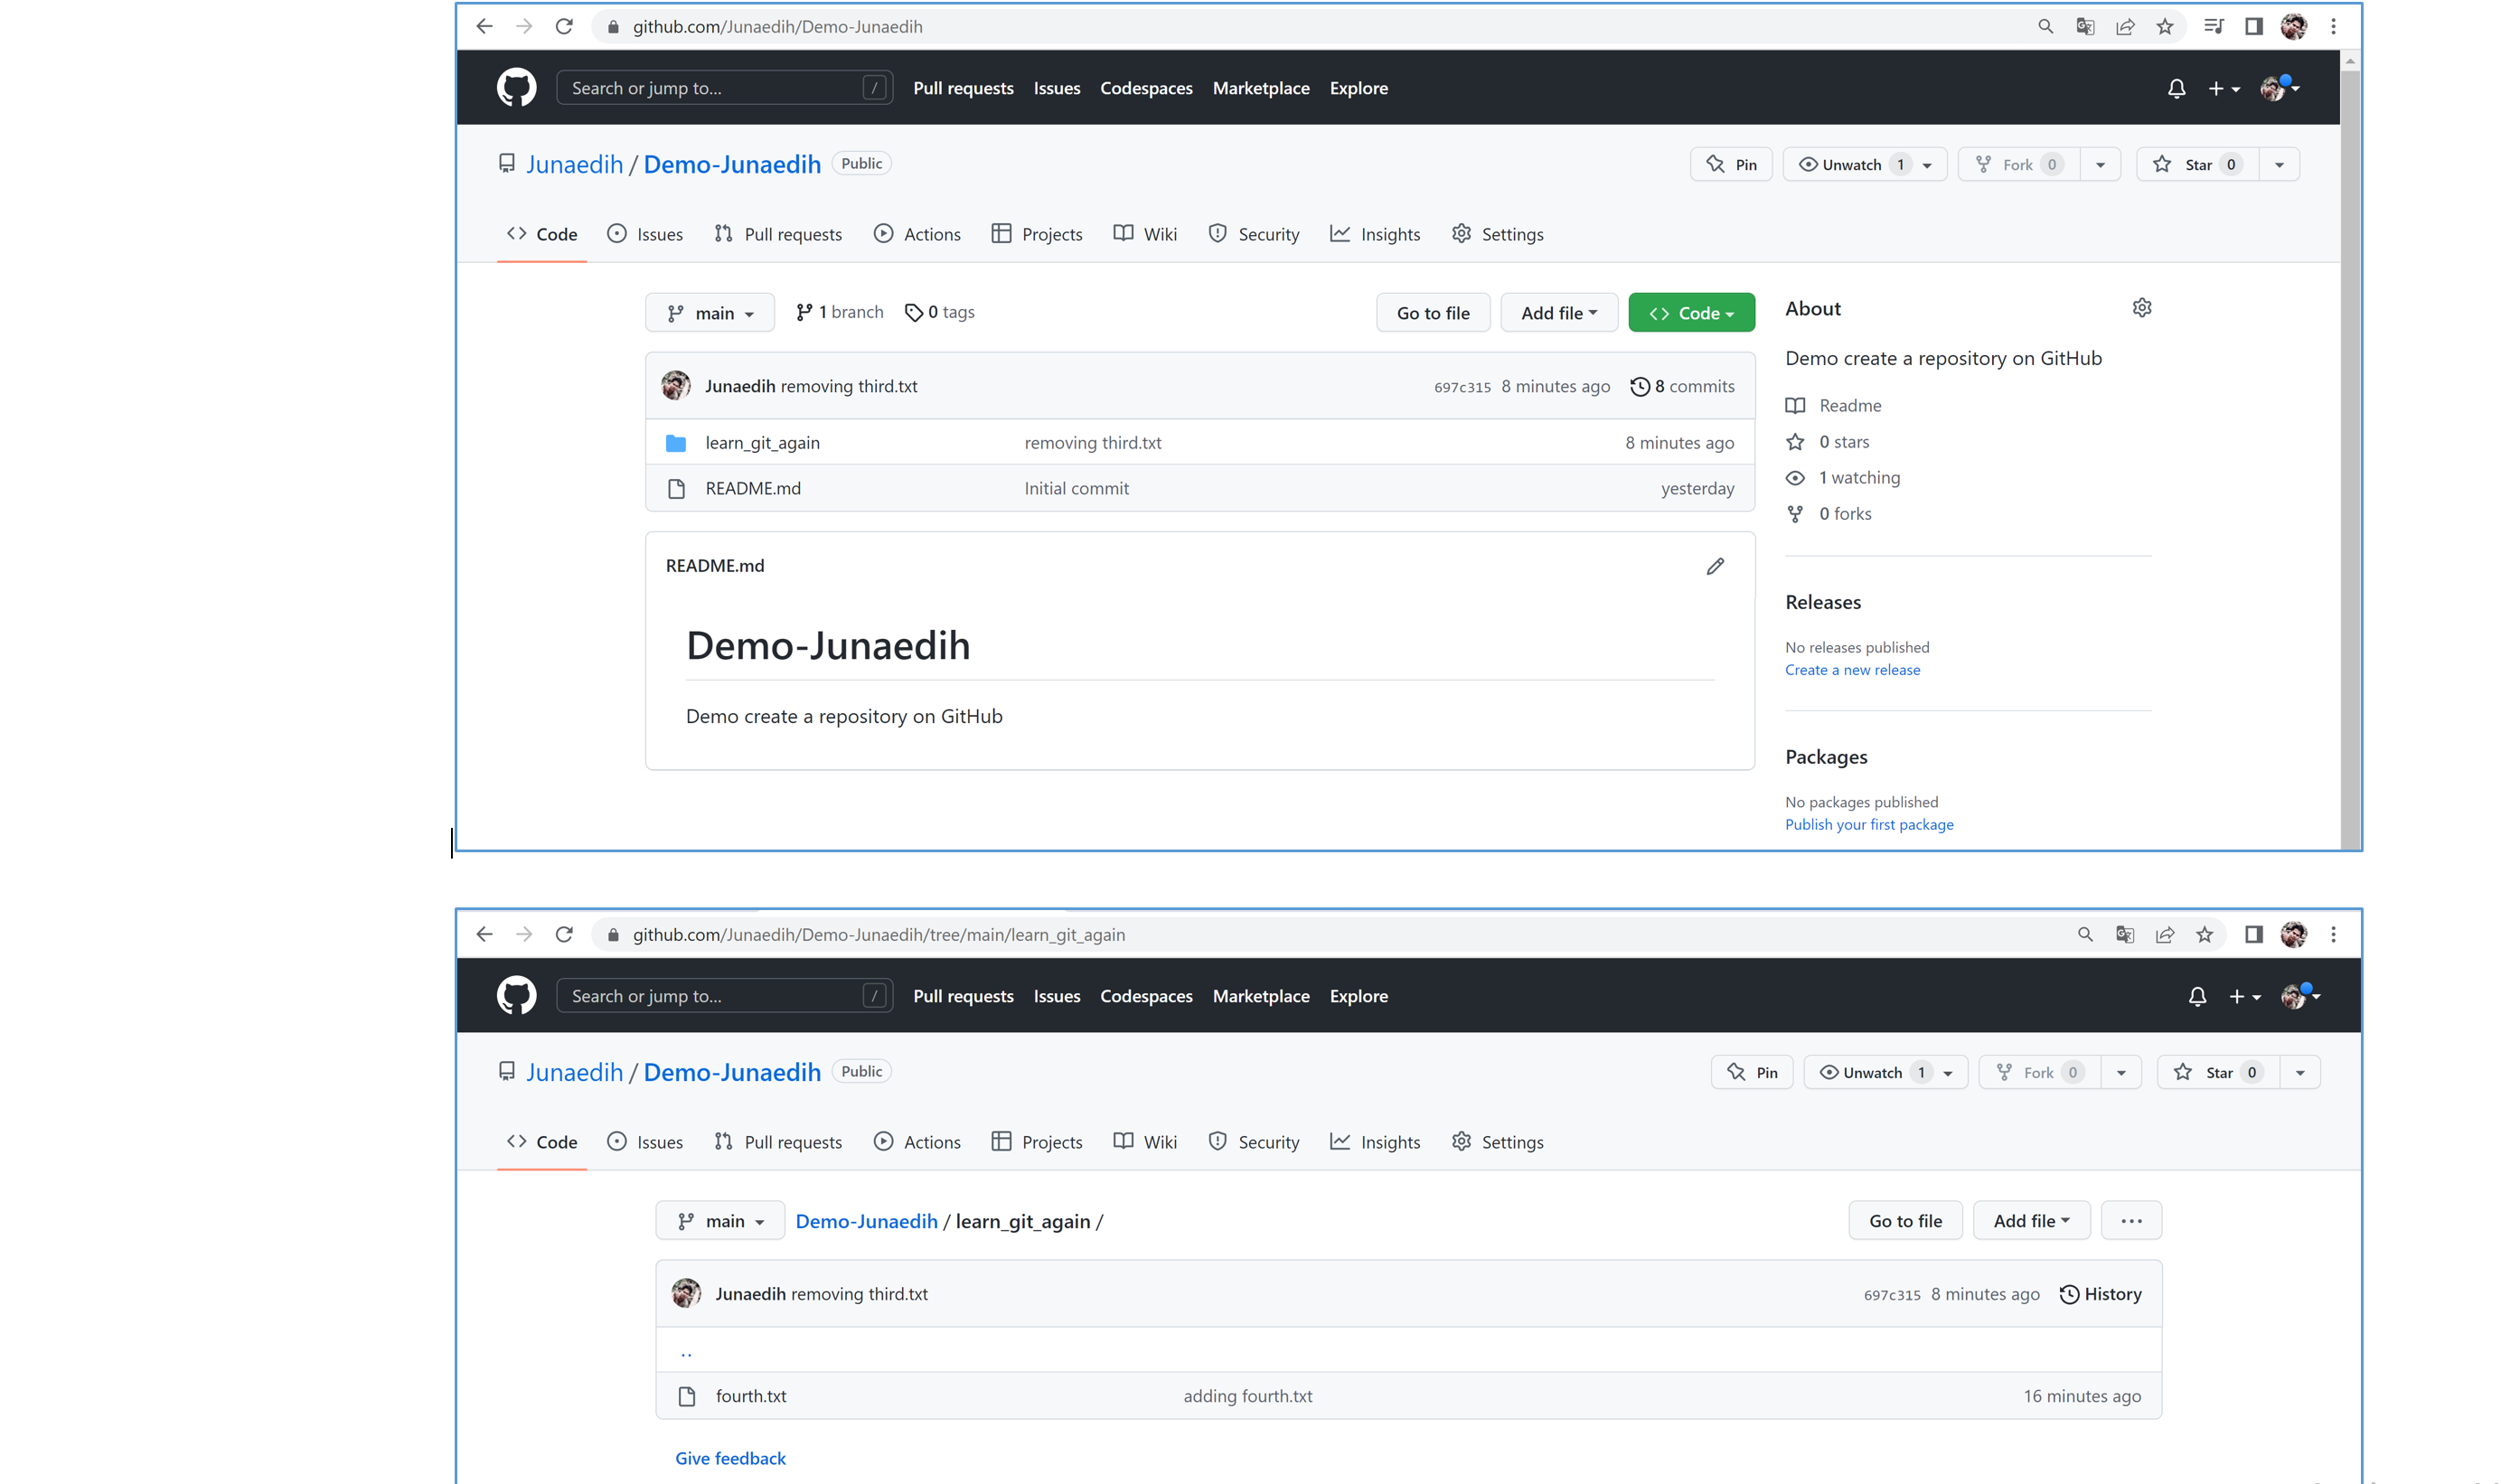 github.com/Junaedih/Demo-Junaedih
Search or jump to... / Pull requests Issues Codespaces Marketplace Explore
Junaedih / Demo-Junaedih Public Pin Unwatch 1 Fork 0 Star 0
Code Issues Pull requests Actions Projects Wiki Security Insights Settings
main 1 branch 0 tags Go to file Add file Code
Junaedih removing third.txt 697c315 8 minutes ago 8 commits
learn_git_again removing third.txt 8 minutes ago
README.md Initial commit yesterday
README.md
Demo-Junaedih
Demo create a repository on GitHub
About
Demo create a repository on GitHub
Readme
0 stars
1 watching
0 forks
Releases
No releases published
Create a new release
Packages
No packages published
Publish your first package
github.com/Junaedih/Demo-Junaedih/tree/main/learn_git_again
Search or jump to... / Pull requests Issues Codespaces Marketplace Explore
Junaedih / Demo-Junaedih Public Pin Unwatch 1 Fork 0 Star 0
Code Issues Pull requests Actions Projects Wiki Security Insights Settings
main Demo-Junaedih / learn_git_again / Go to file Add file ...
Junaedih removing third.txt 697c315 8 minutes ago History
..
fourth.txt adding fourth.txt 16 minutes ago
Give feedback